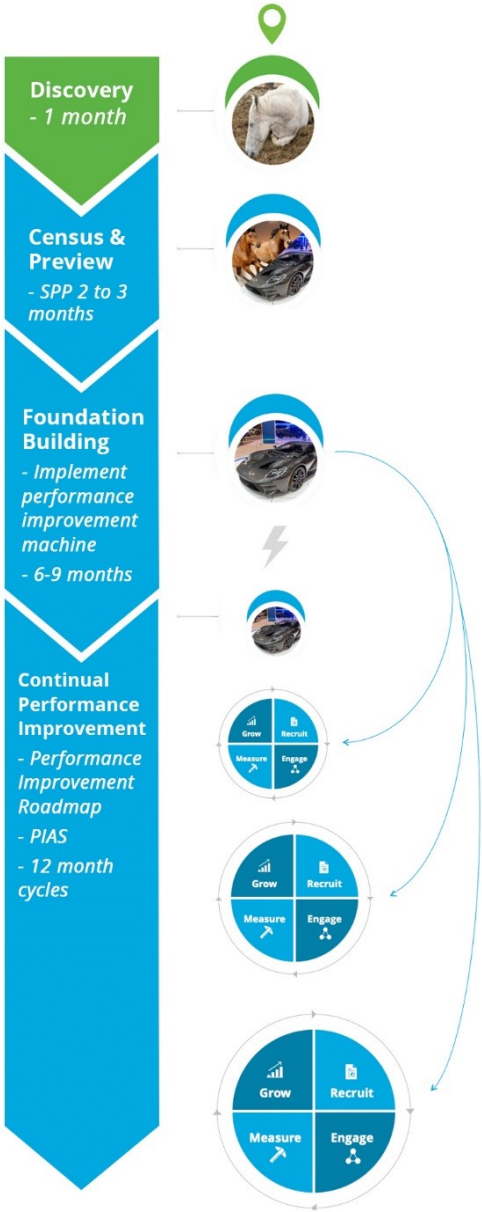 Discovery
- 1 month
Census &
Preview
- SPP 2 to 3
months
Foundation
Building
- Implement
performance
improvement
machine
- 6-9 months
Continual
Performance
Improvement
- Performance
Improvement
Roadmap
- PIAS
- 12 month
cycles
Grow
Recruit
Measure
Engage
Grow
Recruit
Measure
Engage
Grow
Recruit
Measure
Engage